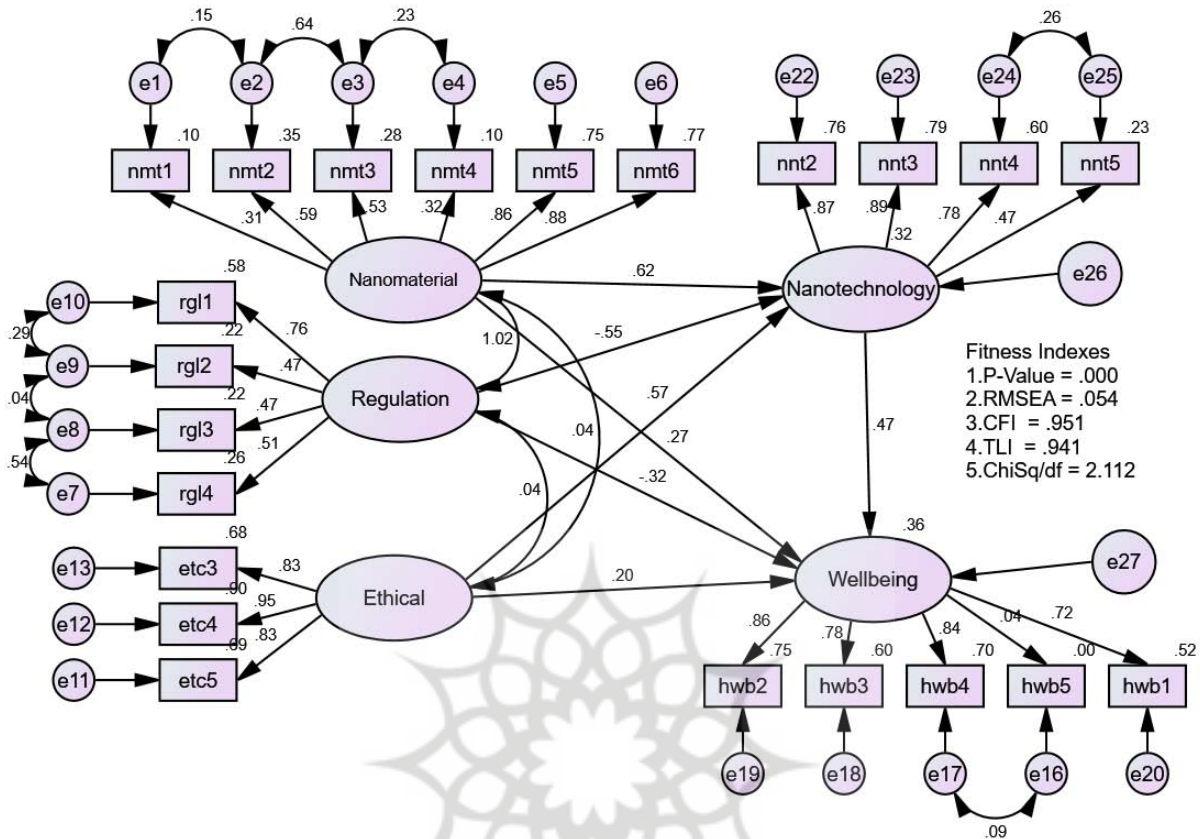 .15 .64 .23 .26
e1 e2 e3 e4 e5 e6 e22 e23 e24 e25
.10 .35 .28 .10 .75 .77 .76 .79 .60 .23
nmt1 nmt2 nmt3 nmt4 nmt5 nmt6 nnt2 nnt3 nnt4 nnt5
.31 .59 .53 .32 .86 .88 .87 .89 .78 .47
.32
.58
Nanomaterial .62 Nanotechnology e26
e10 rgl1
.29 .22 .76 1.02 -.55
e9 rgl2 .47
.04 .22 Regulation .57
e8 rgl3 .47 .04 .27 .47
.54 .26 .51 .04 -.32
e7 rgl4
Fitness Indexes
1.P-Value = .000
2.RMSEA = .054
3.CFI = .951
4.TLI = .941
5.ChiSq/df = 2.112
.68 .36
e13 etc3 .83 .20 Wellbeing e27
.90 .95 Ethical
e12 etc4
.69 .83
e11 etc5
.86 .78 .84 .04 .72
.75 .60 .70 .00 .52
hwb2 hwb3 hwb4 hwb5 hwb1
e19 e18 e17 e16 e20
.09